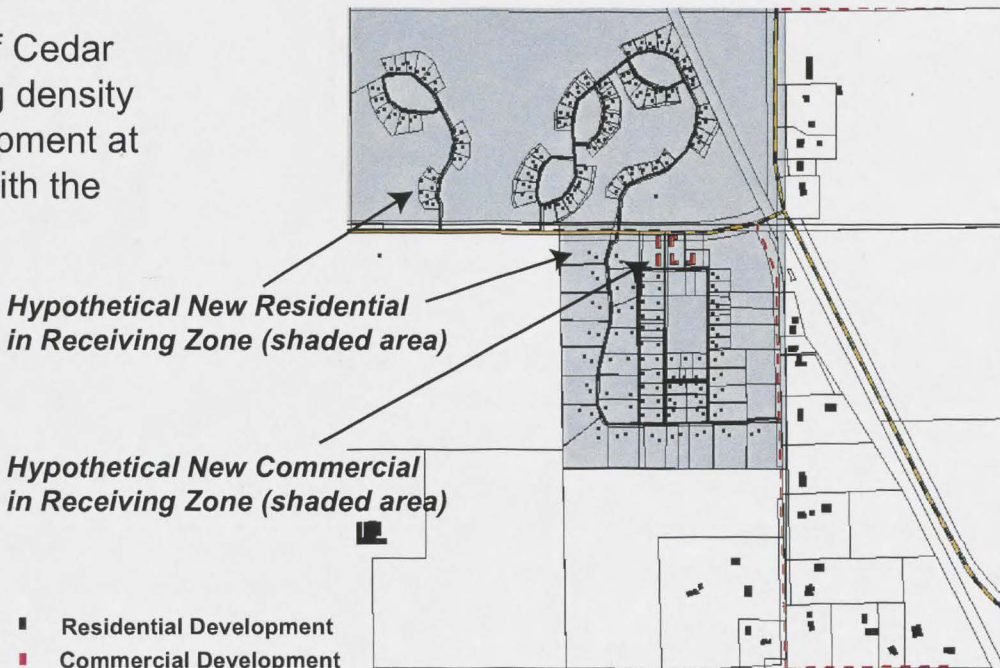 f Cedar
g density
opment at
ith the
Hypothetical New Residential
in Receiving Zone (shaded area)
Hypothetical New Commercial
in Receiving Zone (shaded area)
Residential Development
Commercial Development